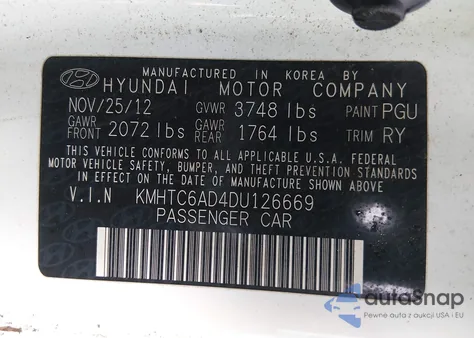 MANUFACTURED IN KOREA BY
HYUNDAI MOTOR COMPANY
NOV/25/12 GVWR 3748 lbs PAINT PGU
GAWR FRONT 2072 lbs GAWR REAR 1764 lbs TRIM RY
THIS VEHICLE CONFORMS TO ALL APPLICABLE U.S.A. FEDERAL
MOTOR VEHICLE SAFETY, BUMPER, AND THEFT PREVENTION STANDARDS
IN EFFECT ON THE DATE OF MANUFACTURE SHOWN ABOVE.
V.I.N KMHTC6AD4DU126669
PASSENGER CAR
autoSnap
Pewne auta z aukcji USA i EU